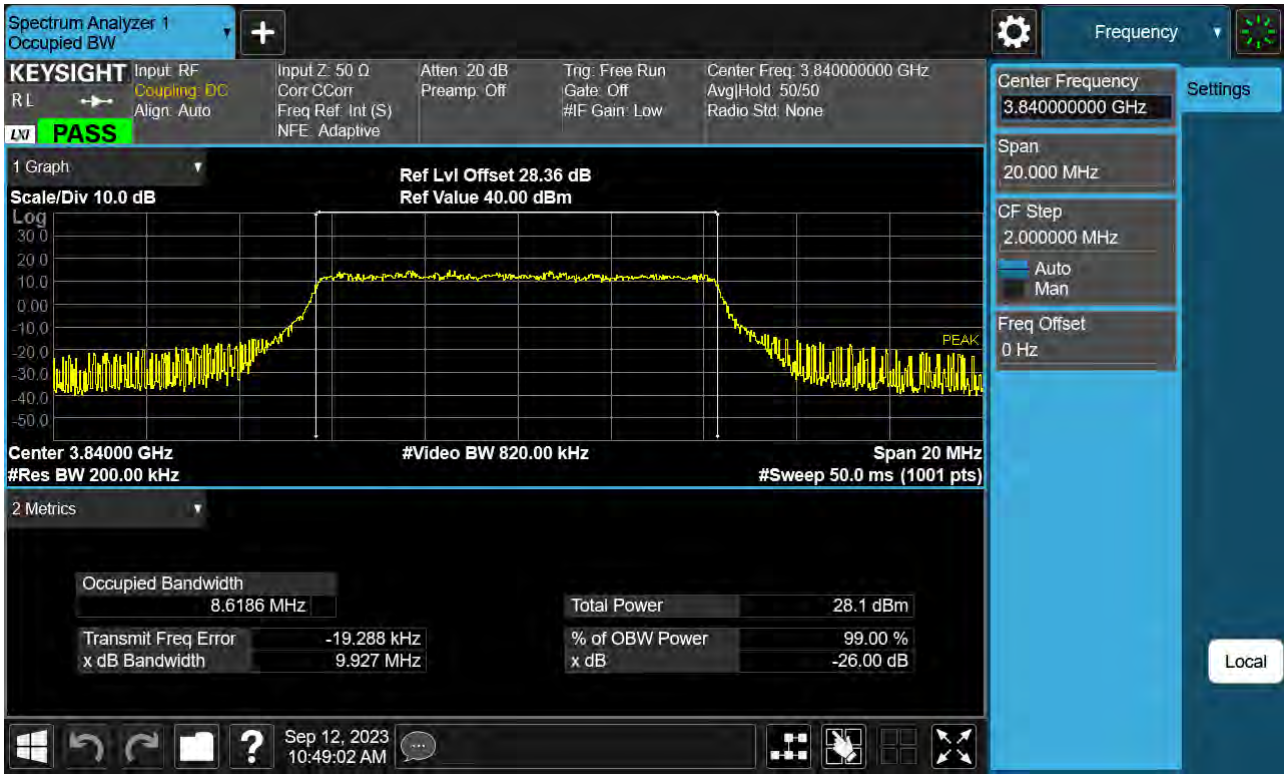 Spectrum Analyzer 1
Occupied BW
+
Frequency
KEYSIGHT
RL
LXI
PASS
Input: RF
Coupling: DC
Align: Auto
Input Z: 50 Ω
Corr CCorr
Freq Ref: Int (S)
NFE: Adaptive
Atten: 20 dB
Preamp: Off
Trig: Free Run
Gate: Off
#IF Gain: Low
Center Freq: 3.840000000 GHz
Avg|Hold: 50/50
Radio Std: None
1 Graph
Scale/Div 10.0 dB
Ref Lvl Offset 28.36 dB
Ref Value 40.00 dBm
Log
30.0
20.0
10.0
0.00
-10.0
-20.0
-30.0
-40.0
-50.0
PEAK
Center 3.84000 GHz
#Video BW 820.00 kHz
Span 20 MHz
#Res BW 200.00 kHz
#Sweep 50.0 ms (1001 pts)
2 Metrics
Occupied Bandwidth
8.6186 MHz
Transmit Freq Error -19.288 kHz
x dB Bandwidth 9.927 MHz
Total Power 28.1 dBm
% of OBW Power 99.00 %
x dB -26.00 dB
Center Frequency
3.840000000 GHz
Settings
Span
20.000 MHz
CF Step
2.000000 MHz
Auto
Man
Freq Offset
0 Hz
Local
?
Sep 12, 2023
10:49:02 AM